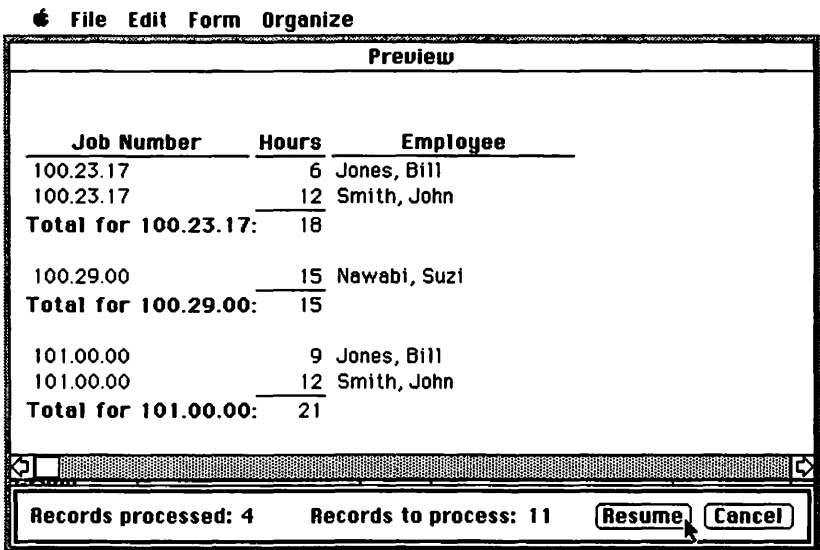 File Edit Form Organize
Preview
Job Number Hours Employee
100.23.17 6 Jones, Bill
100.23.17 12 Smith, John
Total for 100.23.17: 18
100.29.00 15 Nawabi, Suzi
Total for 100.29.00: 15
101.00.00 9 Jones, Bill
101.00.00 12 Smith, John
Total for 101.00.00: 21
Records processed: 4 Records to process: 11 Resume Cancel